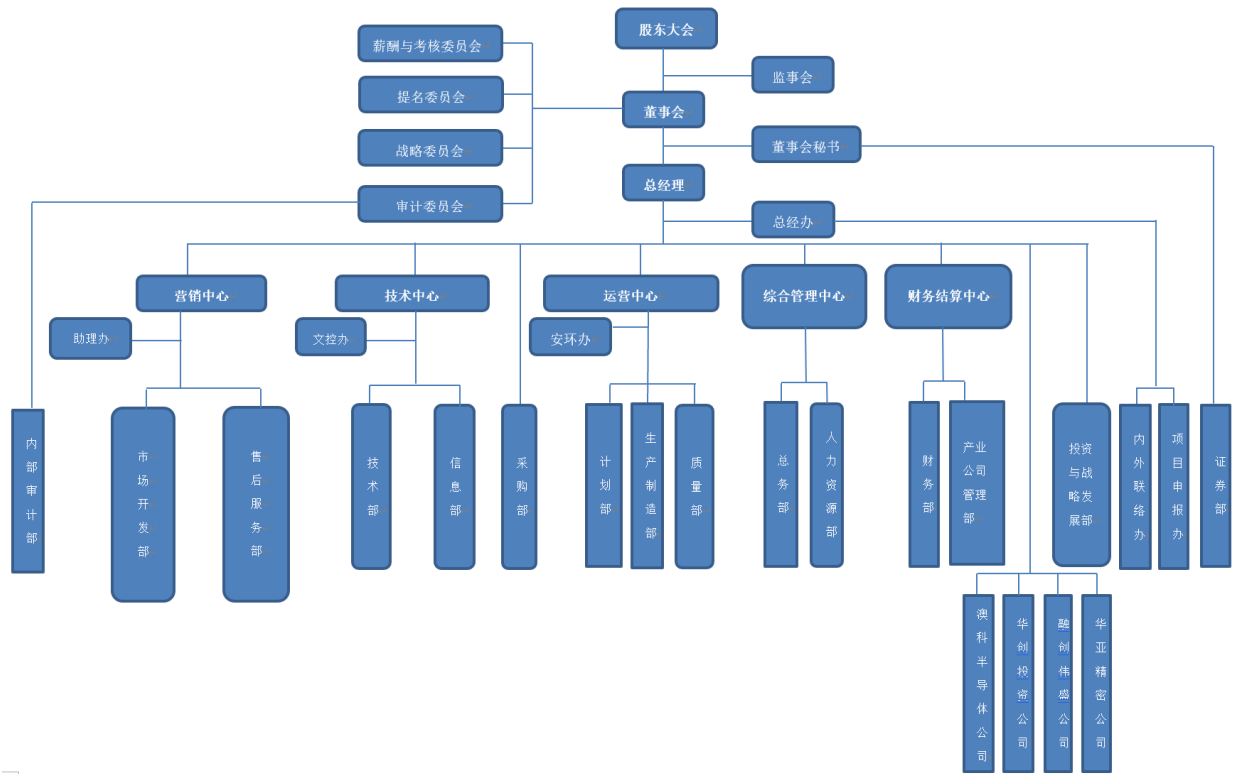 股东大会
薪酬与考核委员会
监事会
提名委员会
董事会
战略委员会
董事会秘书
总经理
审计委员会
总经办
营销中心
技术中心
运营中心
综合管理中心
财务结算中心
助理办
文控办
安环办
内部审计部
市场开发部
售后服务部
技术部
信息部
采购部
计划部
生产制造部
质量部
总务部
人力资源部
财务部
产业
公司
管理
部
投资
与战
略发
展部
内外联络办
项目申报办
证券部
澳科半导体公司
华创投资公司
融创伟盛公司
华亚精密公司